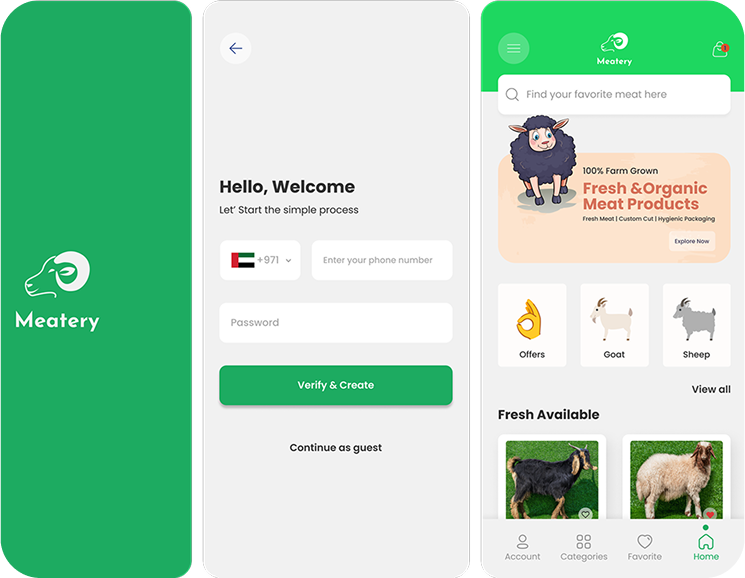 Meatery
Hello, Welcome
Let’ Start the simple process
+971
Enter your phone number
Password
Verify & Create
Continue as guest
Meatery
1
Find your favorite meat here
100% Farm Grown
Fresh &Organic
Meat Products
Fresh Meat | Custom Cut | Hygienic Packaging
Explore Now
Offers
Goat
Sheep
View all
Fresh Available
Account
Categories
Favorite
Home